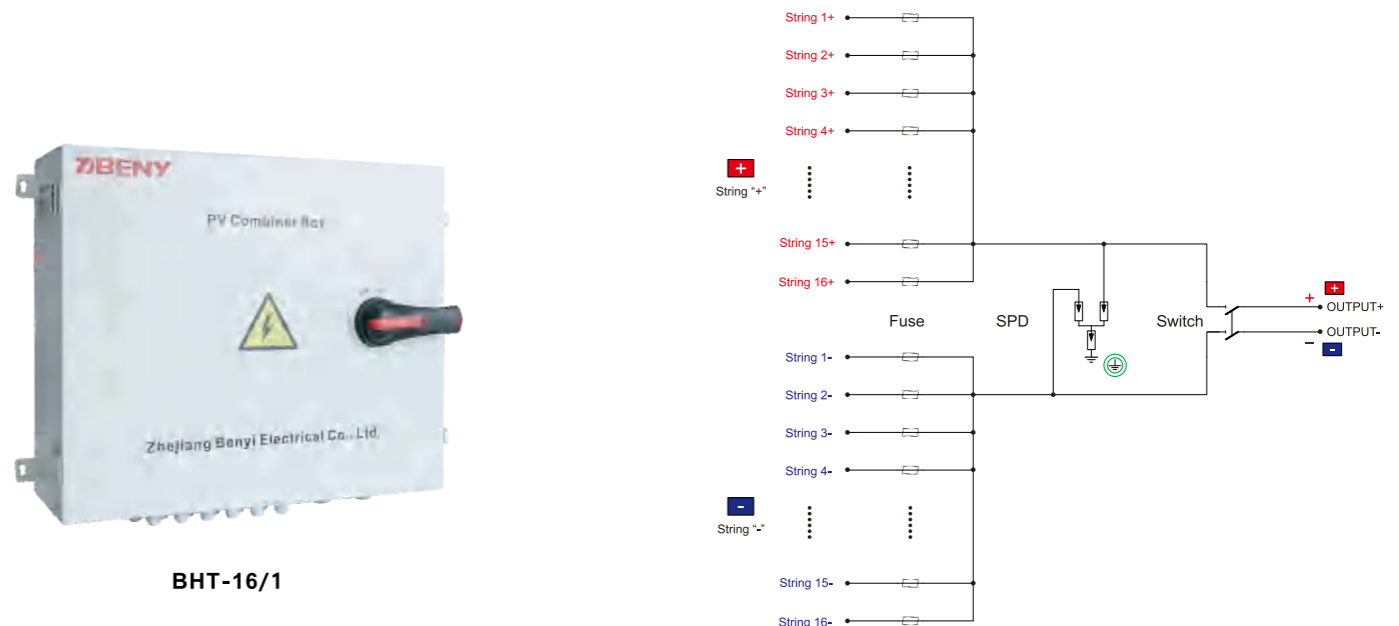 BENY
PV Combiner Box
Zhejiang Benyi Electrical Co., Ltd.
BHT-16/1
String 1+
String 2+
String 3+
String 4+
+
String "+"
String 15+
String 16+
Fuse
SPD
Switch
+
+
OUTPUT+
OUTPUT-
–
-
String 1-
String 2-
String 3-
String 4-
-
String "-"
String 15-
String 16-